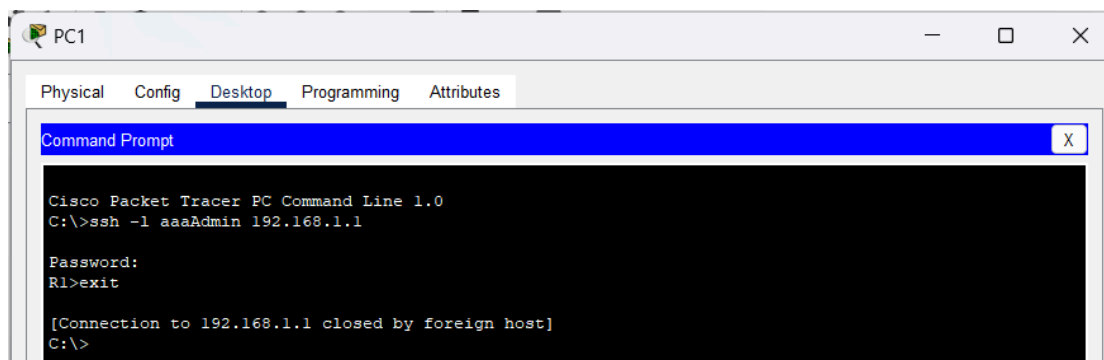 PC1
Physical Config Desktop Programming Attributes
Command Prompt
X
Cisco Packet Tracer PC Command Line 1.0
C:\>ssh -l aaaAdmin 192.168.1.1
Password:
R1>exit
[Connection to 192.168.1.1 closed by foreign host]
C:\>